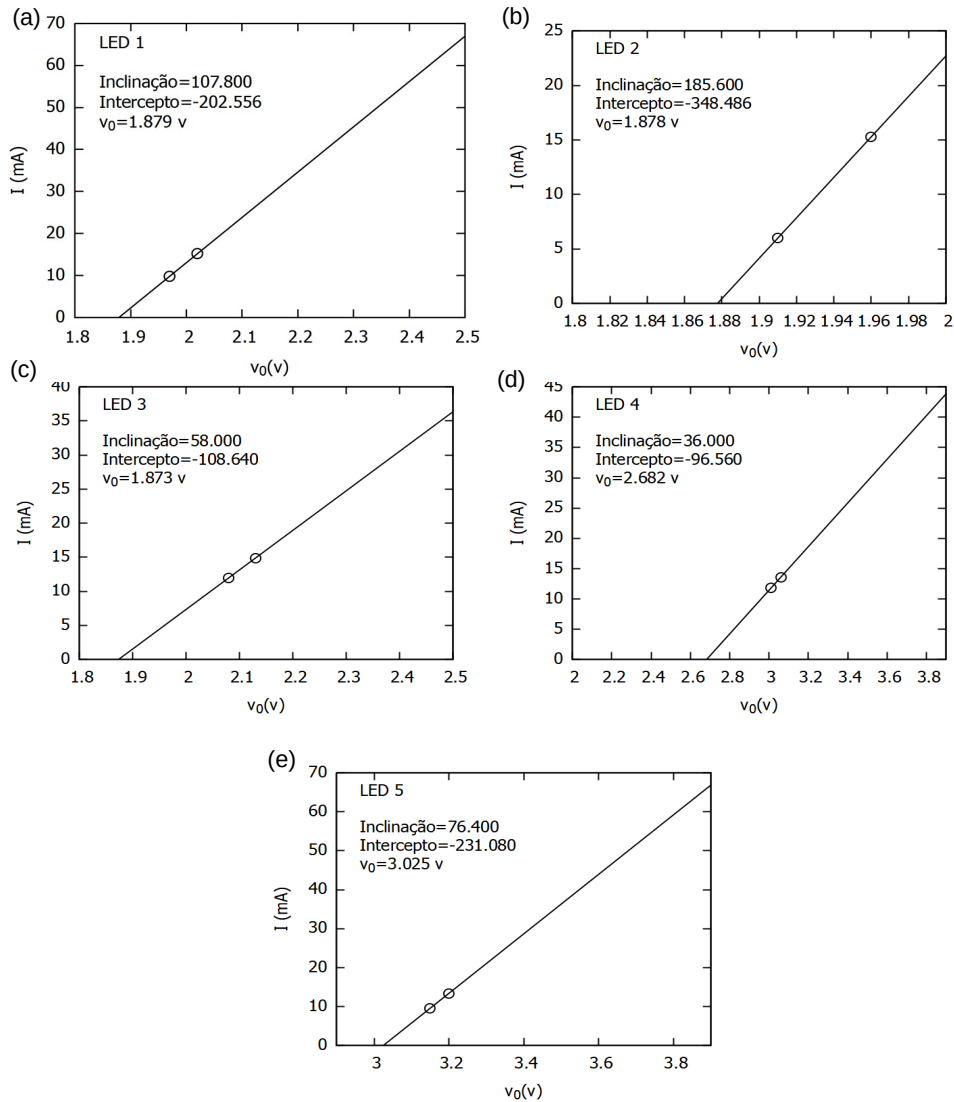 (a)
LED 1
Inclinação=107.800
Intercepto=-202.556
v₀=1.879 v
I (mA)
70
60
50
40
30
20
10
0
1.8 1.9 2 2.1 2.2 2.3 2.4 2.5
v₀(v)
(b)
LED 2
Inclinação=185.600
Intercepto=-348.486
v₀=1.878 v
I (mA)
25
20
15
10
5
0
1.8 1.82 1.84 1.86 1.88 1.9 1.92 1.94 1.96 1.98 2
v₀(v)
(c)
LED 3
Inclinação=58.000
Intercepto=-108.640
v₀=1.873 v
I (mA)
40
35
30
25
20
15
10
5
0
1.8 1.9 2 2.1 2.2 2.3 2.4 2.5
v₀(v)
(d)
LED 4
Inclinação=36.000
Intercepto=-96.560
v₀=2.682 v
I (mA)
45
40
35
30
25
20
15
10
5
0
2 2.2 2.4 2.6 2.8 3 3.2 3.4 3.6 3.8
v₀(v)
(e)
LED 5
Inclinação=76.400
Intercepto=-231.080
v₀=3.025 v
I (mA)
70
60
50
40
30
20
10
0
3 3.2 3.4 3.6 3.8
v₀(v)